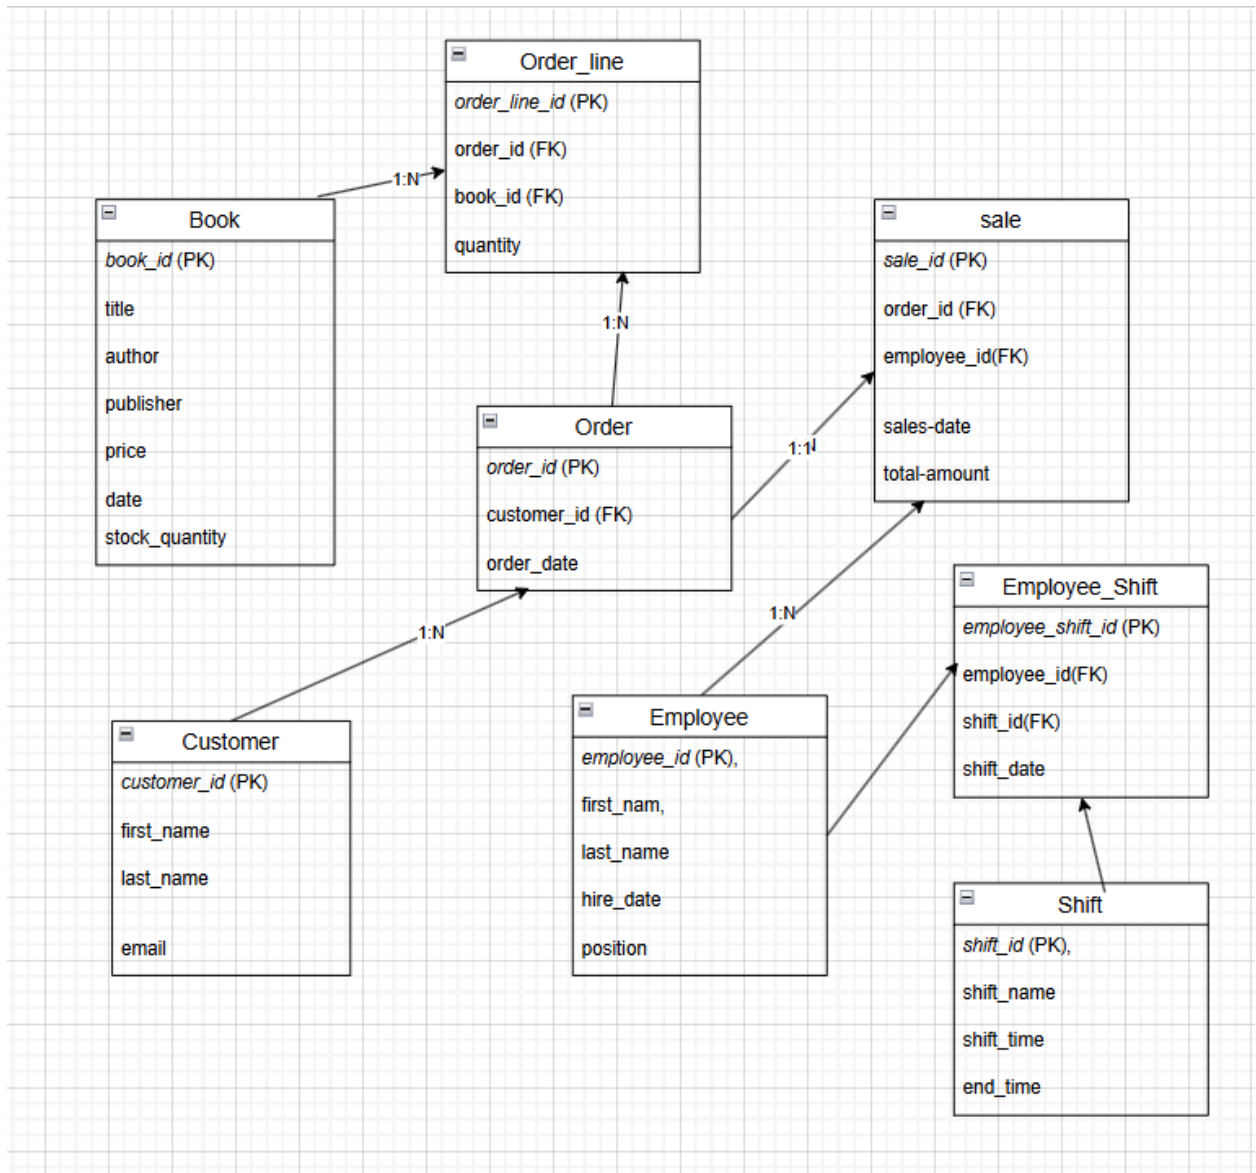 Order_line
order_line_id (PK)
order_id (FK)
book_id (FK)
quantity
1:N
Book
book_id (PK)
title
author
publisher
price
date
stock_quantity
sale
sale_id (PK)
order_id (FK)
employee_id(FK)
sales-date
total-amount
1:N
Order
order_id (PK)
customer_id (FK)
order_date
1:1
1:N
Customer
customer_id (PK)
first_name
last_name
email
1:N
Employee
employee_id (PK),
first_nam,
last_name
hire_date
position
Employee_Shift
employee_shift_id (PK)
employee_id(FK)
shift_id(FK)
shift_date
Shift
shift_id (PK),
shift_name
shift_time
end_time